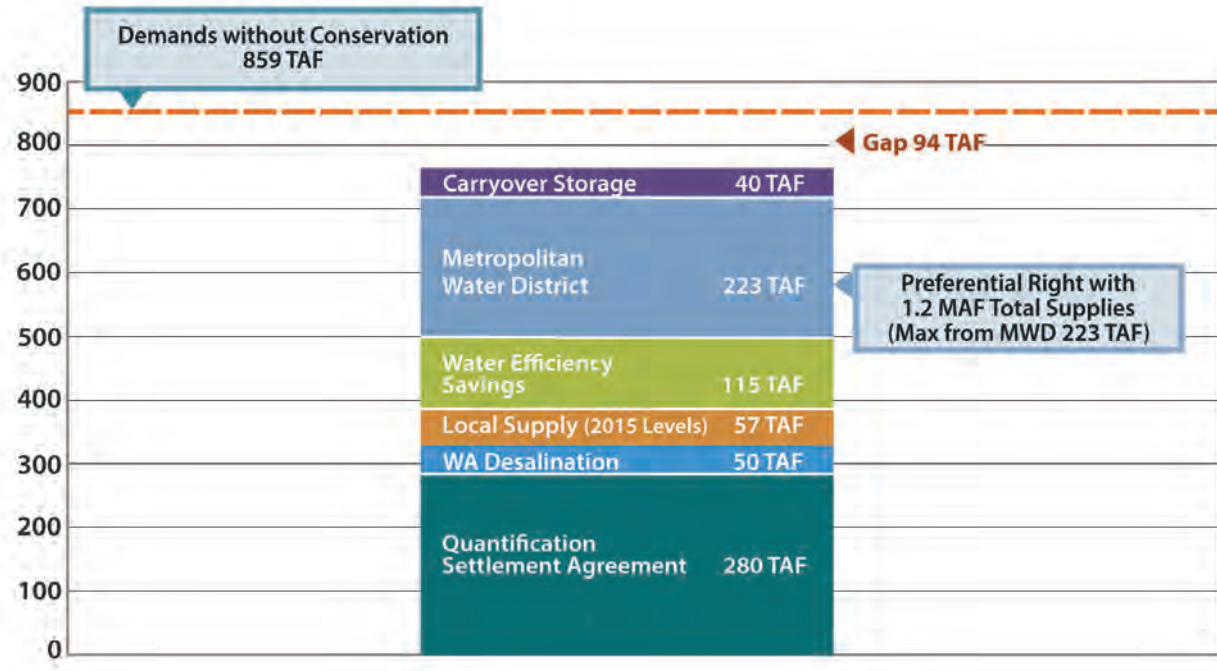 Demands without Conservation
859 TAF
900
800
Gap 94 TAF
Carryover Storage 40 TAF
700
Metropolitan
Water District 223 TAF
600
Preferential Right with
1.2 MAF Total Supplies
(Max from MWD 223 TAF)
500
Water Efficiency
Savings 115 TAF
400
Local Supply (2015 Levels) 57 TAF
WA Desalination 50 TAF
300
200
Quantification
Settlement Agreement 280 TAF
100
0